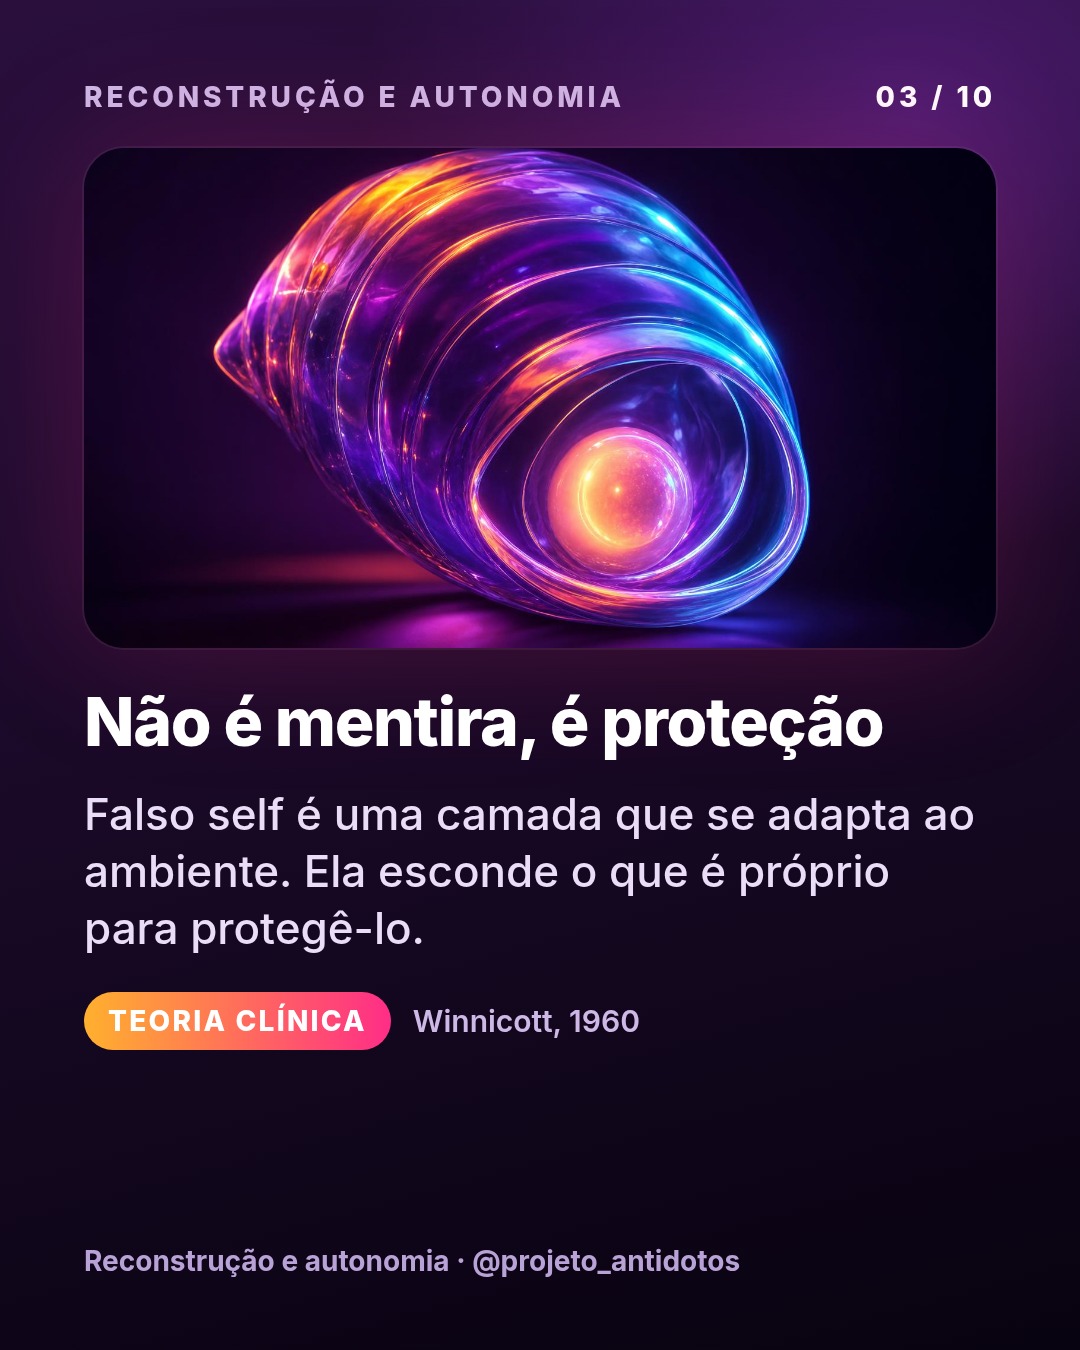 RECONSTRUÇÃO E AUTONOMIA
03 / 10
Não é mentira, é proteção
Falso self é uma camada que se adapta ao
ambiente. Ela esconde o que é próprio
para protegê-lo.
TEORIA CLÍNICA
Winnicott, 1960
Reconstrução e autonomia · @projeto_antidotos